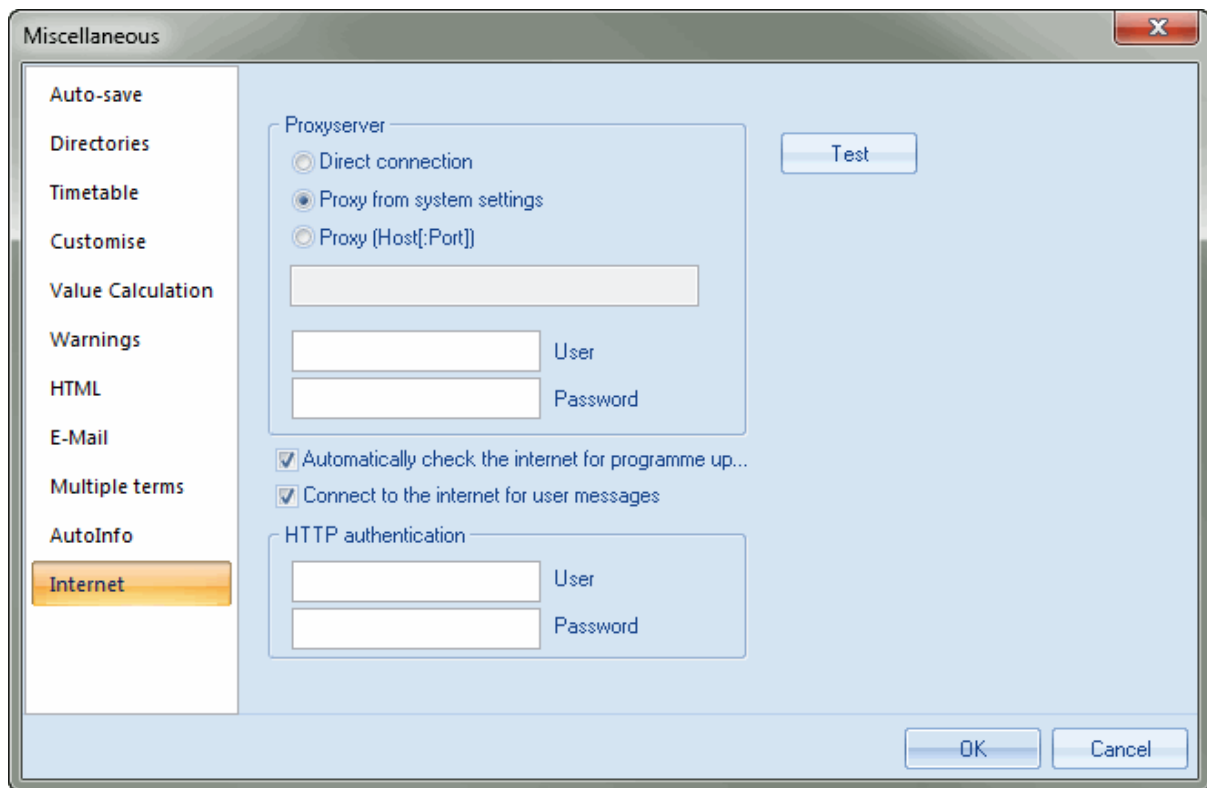 Miscellaneous
Auto-save
Directories
Timetable
Customise
Value Calculation
Warnings
HTML
E-Mail
Multiple terms
AutoInfo
Internet
Proxyserver
Direct connection
Proxy from system settings
Proxy (Host[:Port])
User
Password
Test
Automatically check the internet for programme up...
Connect to the internet for user messages
HTTP authentication
User
Password
OK
Cancel